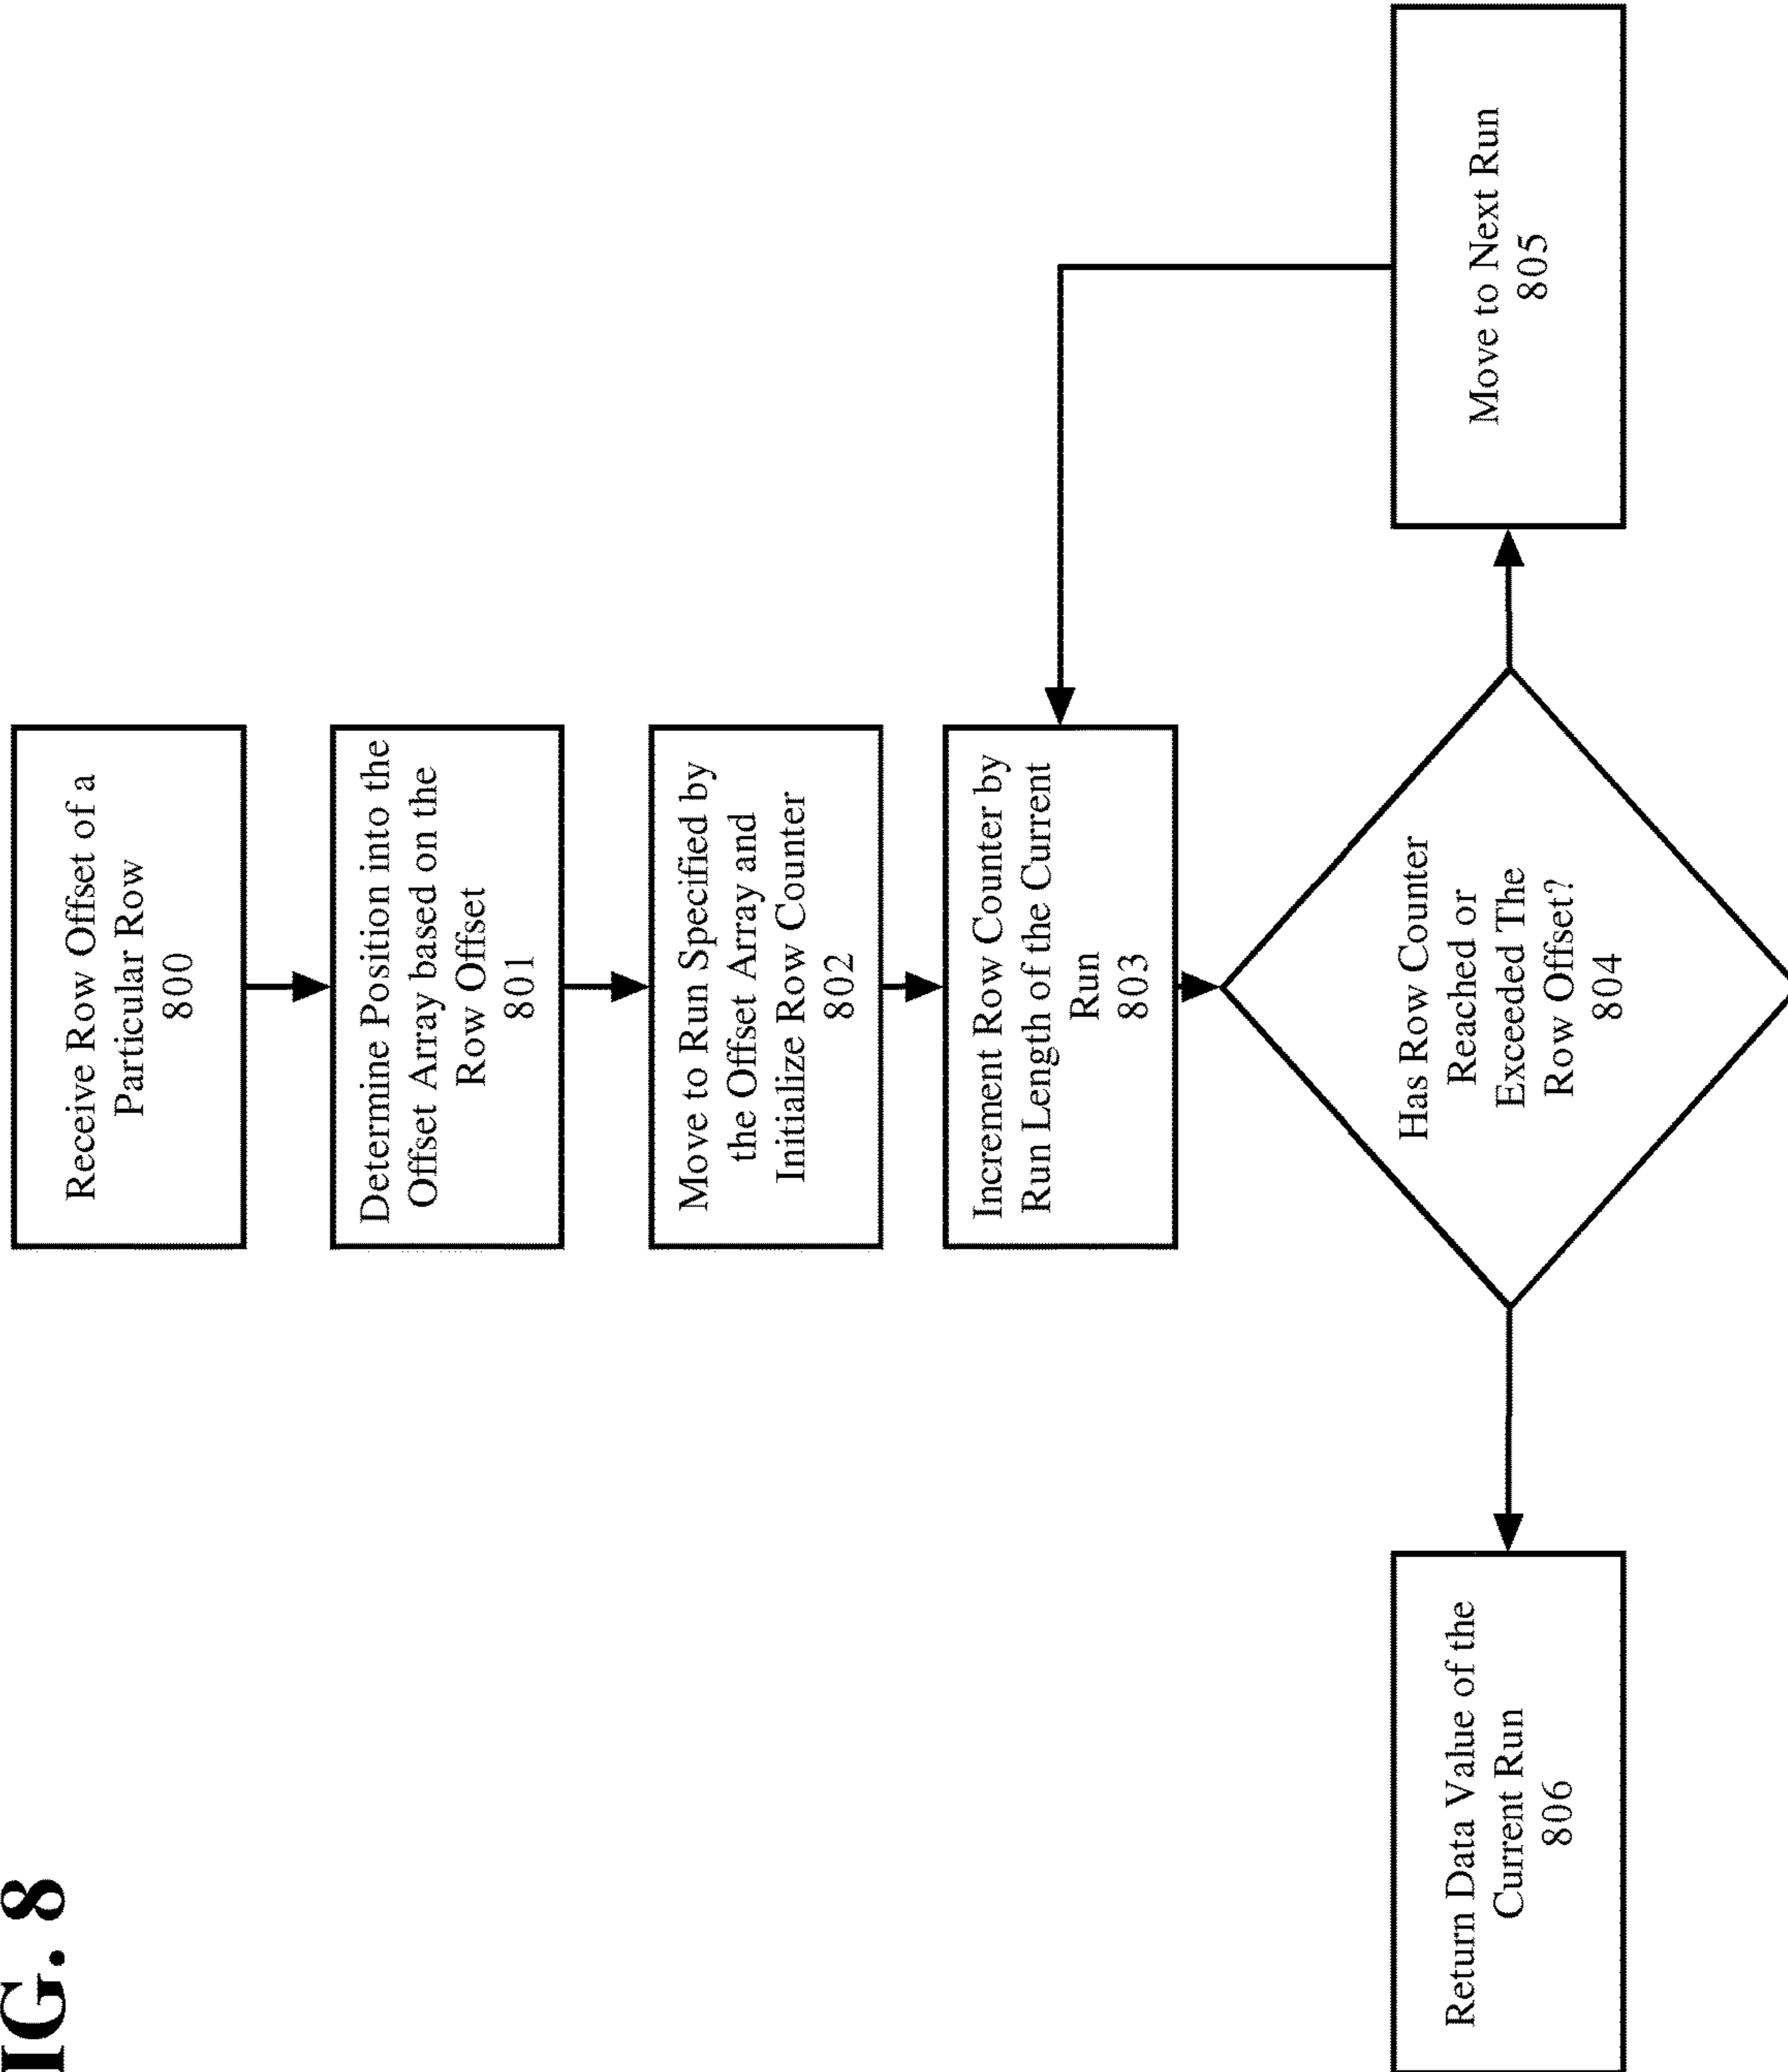 IG. 8
Receive Row Offset of a
Particular Row
800
Determine Position into the
Offset Array based on the
Row Offset
801
Move to Run Specified by
the Offset Array and
Initialize Row Counter
802
Increment Row Counter by
Run Length of the Current
Run
803
Has Row Counter
Reached or
Exceeded The
Row Offset?
804
Move to Next Run
805
Return Data Value of the
Current Run
806